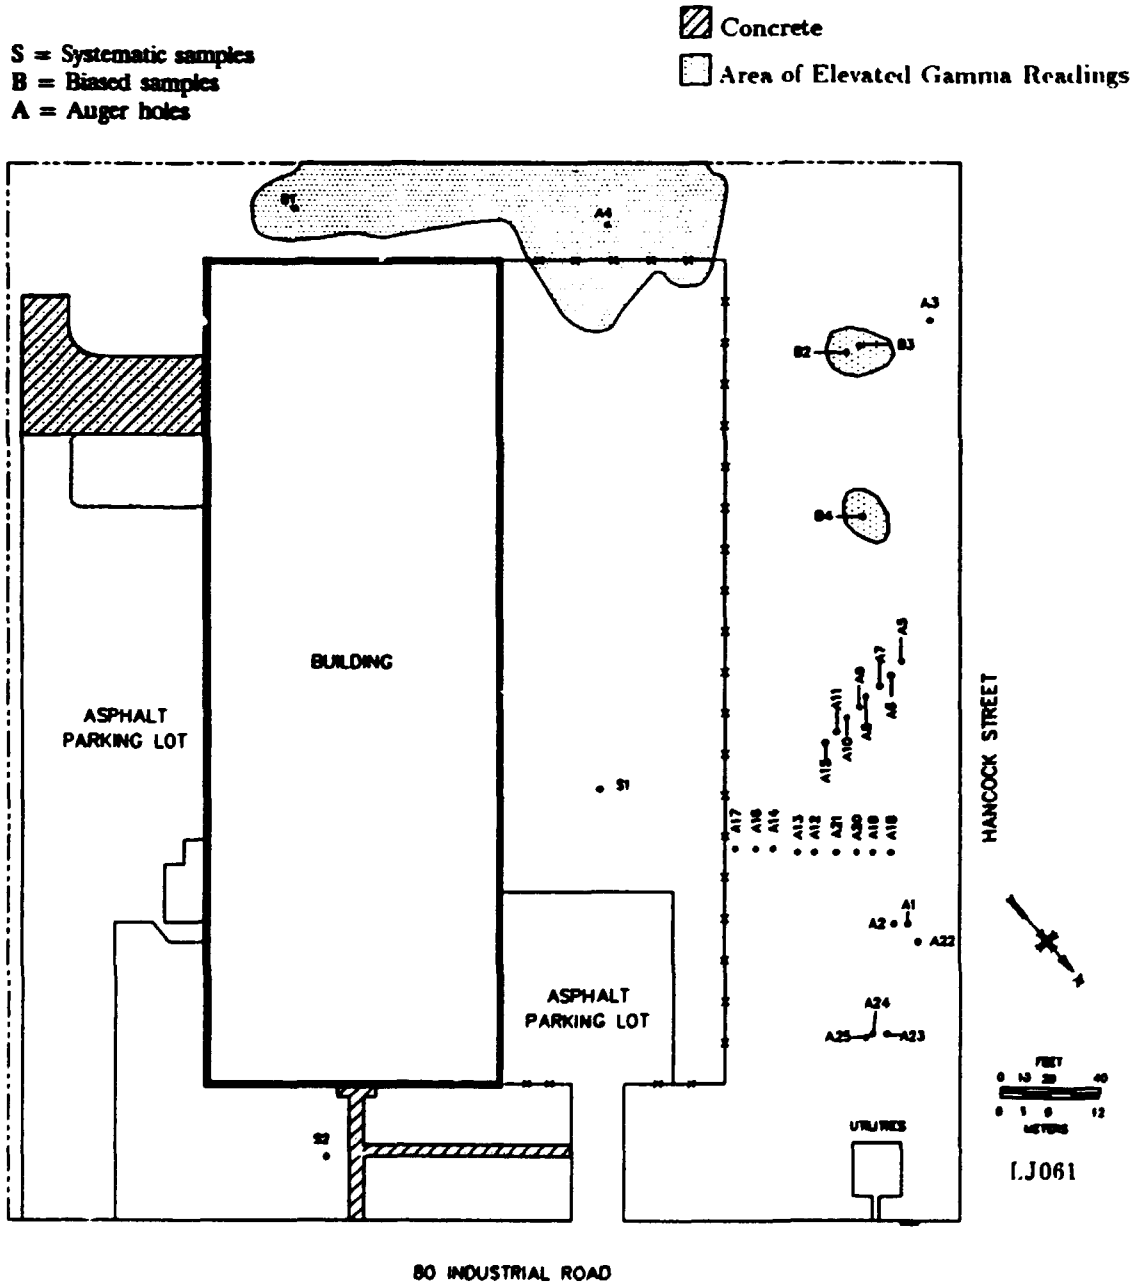 Concrete
S = Systematic samples
B = Biased samples
A = Auger holes
Area of Elevated Gamma Readings
B1
A4
A3
B2
B3
B4
A5
A7
A9
A6
A11
A8
A10
A15
BUILDING
ASPHALT
PARKING LOT
HANCOCK STREET
S1
A17
A16
A14
A13
A12
A21
A20
A19
A18
A1
A2
A22
ASPHALT
PARKING LOT
A24
A25
A23
FEET
0
20
40
0
12
METERS
UTILITIES
S2
LJ061
80 INDUSTRIAL ROAD